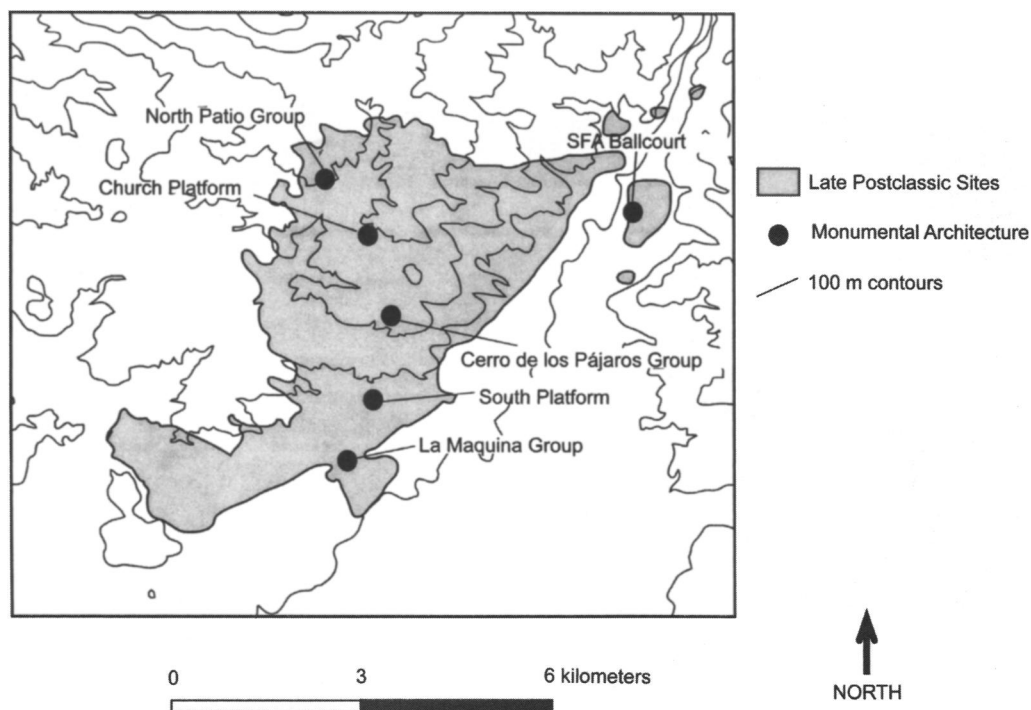 North Patio Group
SFA Ballcourt
Church Platform
Cerro de los Pájaros Group
South Platform
La Maquina Group
Late Postclassic Sites
Monumental Architecture
100 m contours
0 3 6 kilometers
NORTH